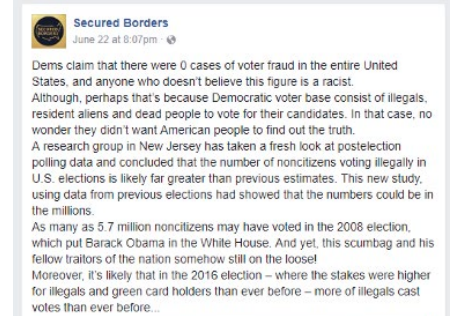 Secured Borders
June 22 at 8:07pm ·
Dems claim that there were 0 cases of voter fraud in the entire United
States, and anyone who doesn't believe this figure is a racist.
Although, perhaps that's because Democratic voter base consist of illegals,
resident aliens and dead people to vote for their candidates. In that case, no
wonder they didn't want American people to find out the truth.
A research group in New Jersey has taken a fresh look at postelection
polling data and concluded that the number of noncitizens voting illegally in
U.S. elections is likely far greater than previous estimates. This new study,
using data from previous elections had showed that the numbers could be in
the millions.
As many as 5.7 million noncitizens may have voted in the 2008 election,
which put Barack Obama in the White House. And yet, this scumbag and his
fellow traitors of the nation somehow still on the loose!
Moreover, it's likely that in the 2016 election – where the stakes were higher
for illegals and green card holders than ever before – more of illegals cast
votes than ever before...